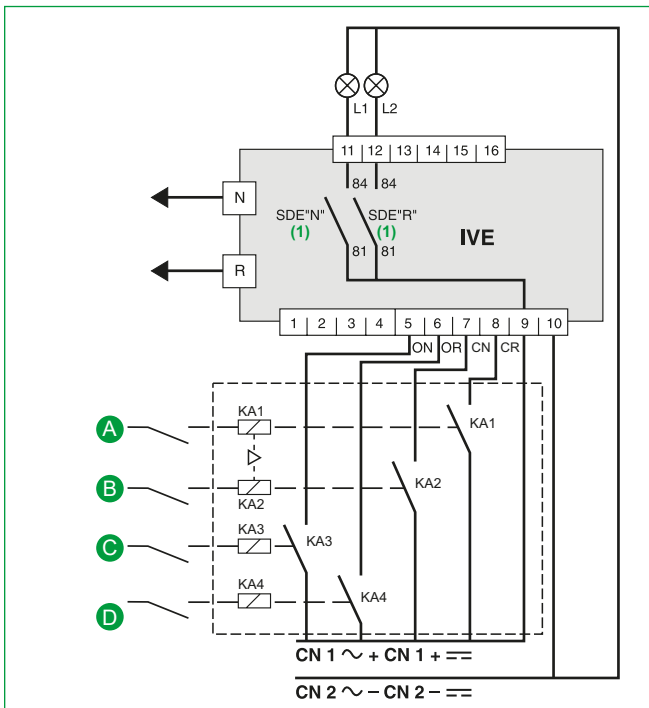 L1 L2
11 12 13 14 15 16
N
84 84
SDE"N" SDE"R"
(1) (1)
IVE
R
81 81
1 2 3 4 5 6 7 8 9 10
ON OR CN CR
A
KA1
KA1
B
KA2
KA2
C
KA3
KA3
D
KA4
KA4
CN 1 ~ + CN 1 +
CN 2 ~ – CN 2 –